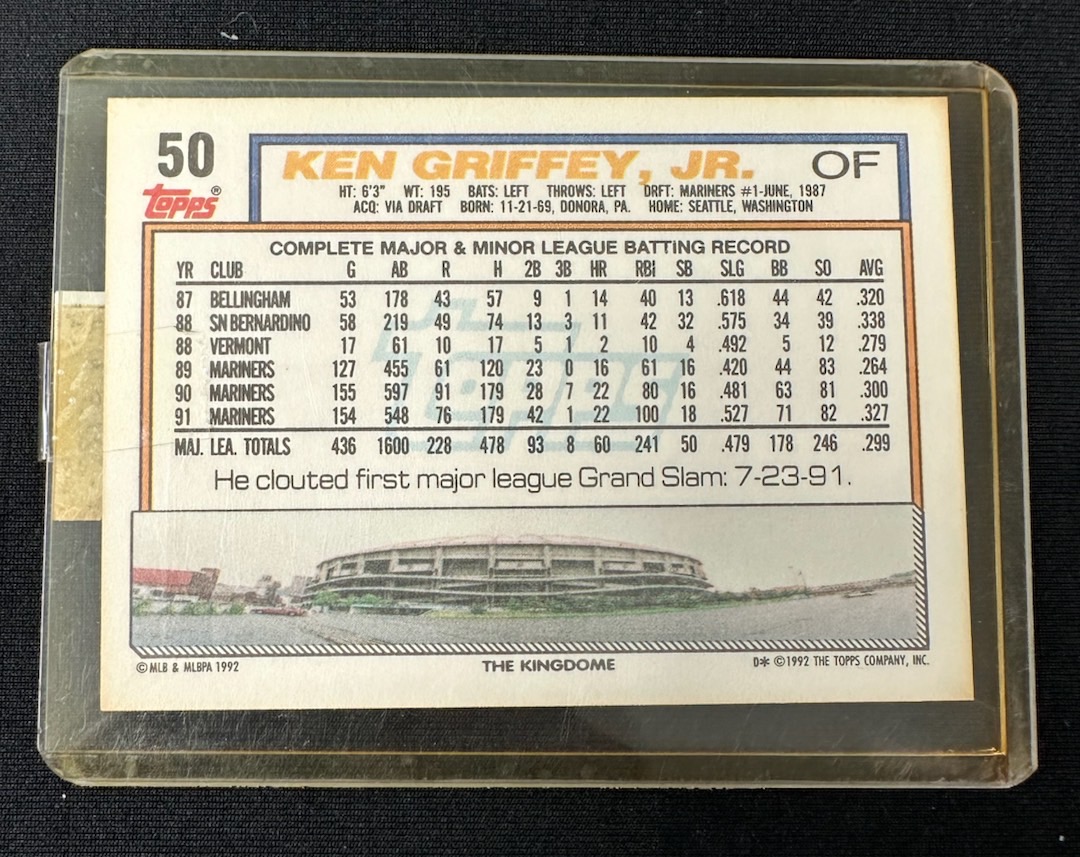 50
KEN GRIFFEY, JR.
OF
topps®
HT: 6'3" WT: 195 BATS: LEFT THROWS: LEFT DRFT: MARINERS #1-JUNE, 1987
ACQ: VIA DRAFT BORN: 11-21-69, DONORA, PA. HOME: SEATTLE, WASHINGTON
COMPLETE MAJOR & MINOR LEAGUE BATTING RECORD
YR CLUB G AB R H 2B 3B HR RBI SB SLG BB SO AVG
87 BELLINGHAM 53 178 43 57 9 1 14 40 13 .618 44 42 .320
88 SN BERNARDINO 58 219 49 74 13 3 11 42 32 .575 34 39 .338
88 VERMONT 17 61 10 17 5 1 2 10 4 .492 5 12 .279
89 MARINERS 127 455 61 120 23 0 16 61 16 .420 44 83 .264
90 MARINERS 155 597 91 179 28 7 22 80 16 .481 63 81 .300
91 MARINERS 154 548 76 179 42 1 22 100 18 .527 71 82 .327
MAJ. LEA. TOTALS 436 1600 228 478 93 8 60 241 50 .479 178 246 .299
Topps
He clouted first major league Grand Slam: 7-23-91.
©MLB & MLBPA 1992
THE KINGDOME
D* ©1992 THE TOPPS COMPANY, INC.